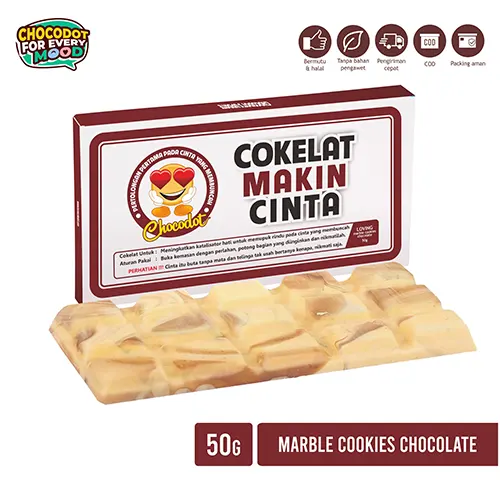 CHOCODOT
FOR EVERY
MOOD
Bermutu
& halal
Tanpa bahan
pengawet
Pengiriman
cepat
COD
COD
Packing aman
PERTOLONGAN PERTAMA PADA CINTA YANG MEMBUNCAH
Chocodot
COKELAT
MAKIN
CINTA
LOVING
50g
Cokelat Untuk : Meningkatkan katalisator hati untuk memupuk rindu pada cinta yang membuncah
Aturan Pakai : Buka kemasan dengan perlahan, potong bagian yang diinginkan dan nikmatilah.
PERHATIAN !!! Cinta itu buta tanpa mata dan telinga tak usah bertanya kenapa, nikmati saja.
50G
MARBLE COOKIES CHOCOLATE